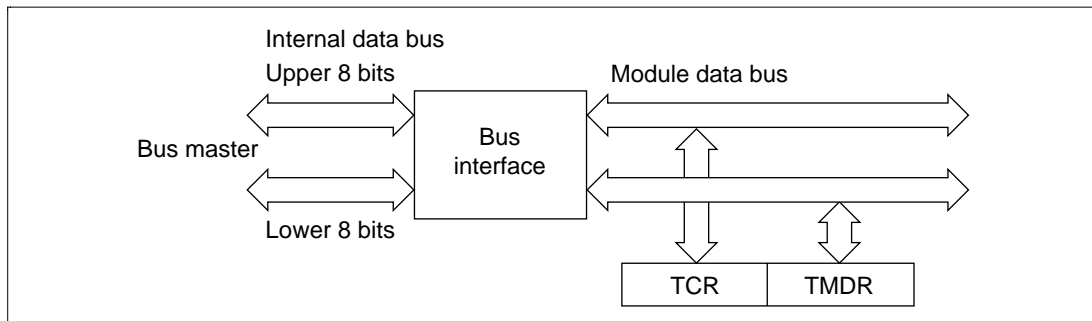 Internal data bus
Upper 8 bits
Module data bus
Bus
interface
Bus master
Lower 8 bits
TCR
TMDR